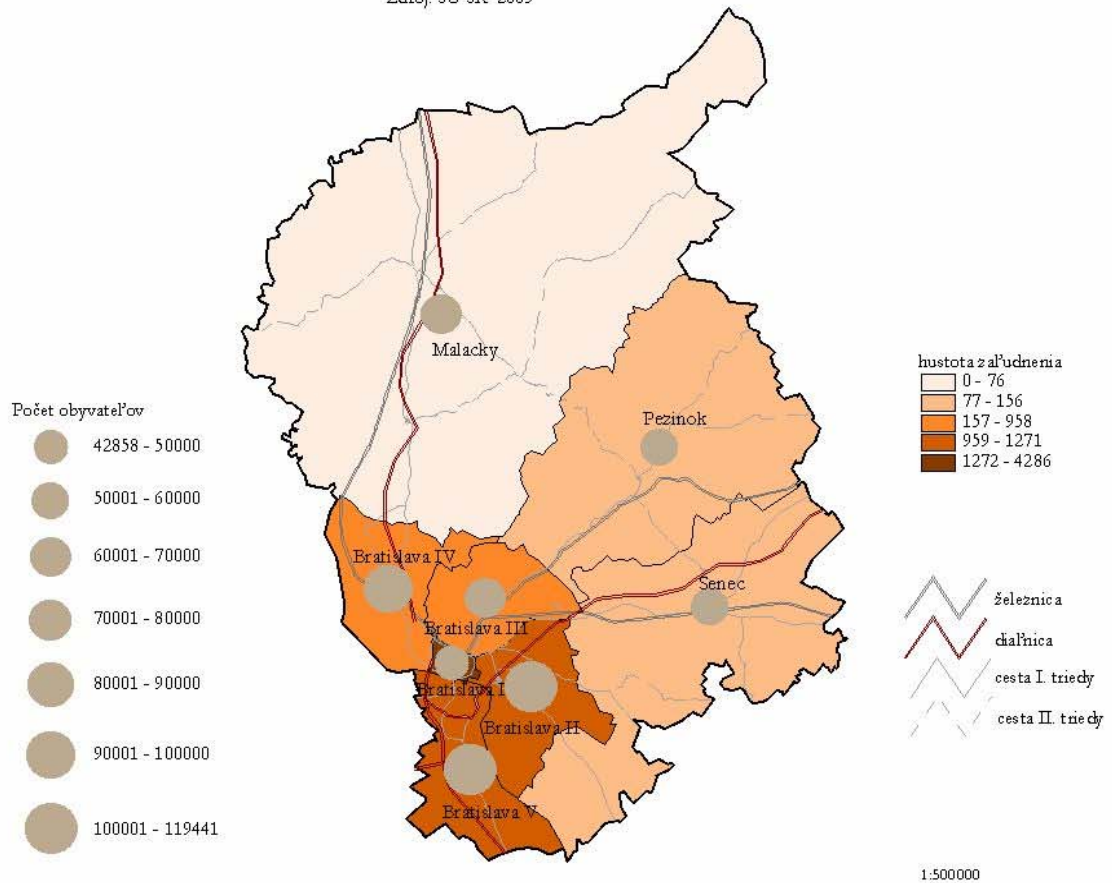 Malacky
Pezinok
Senec
Bratislava IV
Bratislava III
Bratislava I
Bratislava II
Bratislava V
Počet obyvateľov
42858 - 50000
50001 - 60000
60001 - 70000
70001 - 80000
80001 - 90000
90001 - 100000
100001 - 119441
hustota zaľudnenia
0 - 76
77 - 156
157 - 958
959 - 1271
1272 - 4286
železnica
diaľnica
cesta I. triedy
cesta II. triedy
1:500000